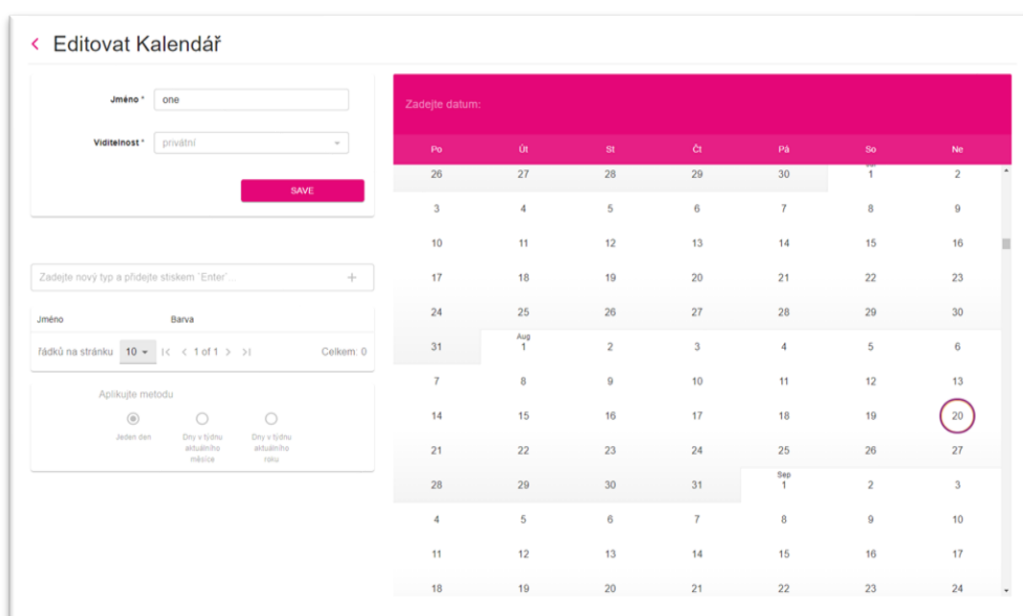 Editovat Kalendář
Jméno *
one
Viditelnost *
privátní
SAVE
Zadejte nový typ a přidejte stiskem `Enter`...
Jméno Barva
řádků na stránku 10 1 of 1 Celkem: 0
Aplikujte metodu
Jeden den
Dny v týdnu
aktuálního
měsíce
Dny v týdnu
aktuálního
roku
Zadejte datum:
Po Út St Čt Pá So Ne
26 27 28 29 30 1 2
3 4 5 6 7 8 9
10 11 12 13 14 15 16
17 18 19 20 21 22 23
24 25 26 27 28 29 30
Aug
31 1 2 3 4 5 6
7 8 9 10 11 12 13
14 15 16 17 18 19 20
21 22 23 24 25 26 27
Sep
28 29 30 31 1 2 3
4 5 6 7 8 9 10
11 12 13 14 15 16 17
18 19 20 21 22 23 24